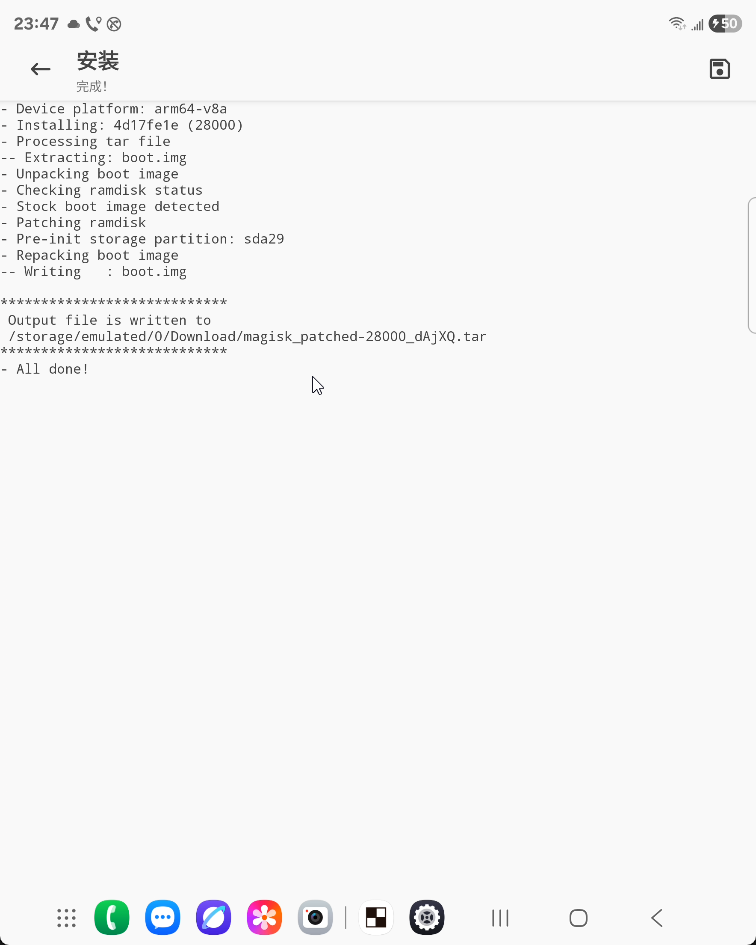 23:47
50
安装
完成！
- Device platform: arm64-v8a
- Installing: 4d17fe1e (28000)
- Processing tar file
-- Extracting: boot.img
- Unpacking boot image
- Checking ramdisk status
- Stock boot image detected
- Patching ramdisk
- Pre-init storage partition: sda29
- Repacking boot image
-- Writing   : boot.img
****************************
Output file is written to
/storage/emulated/0/Download/magisk_patched-28000_dAjXQ.tar
****************************
- All done!